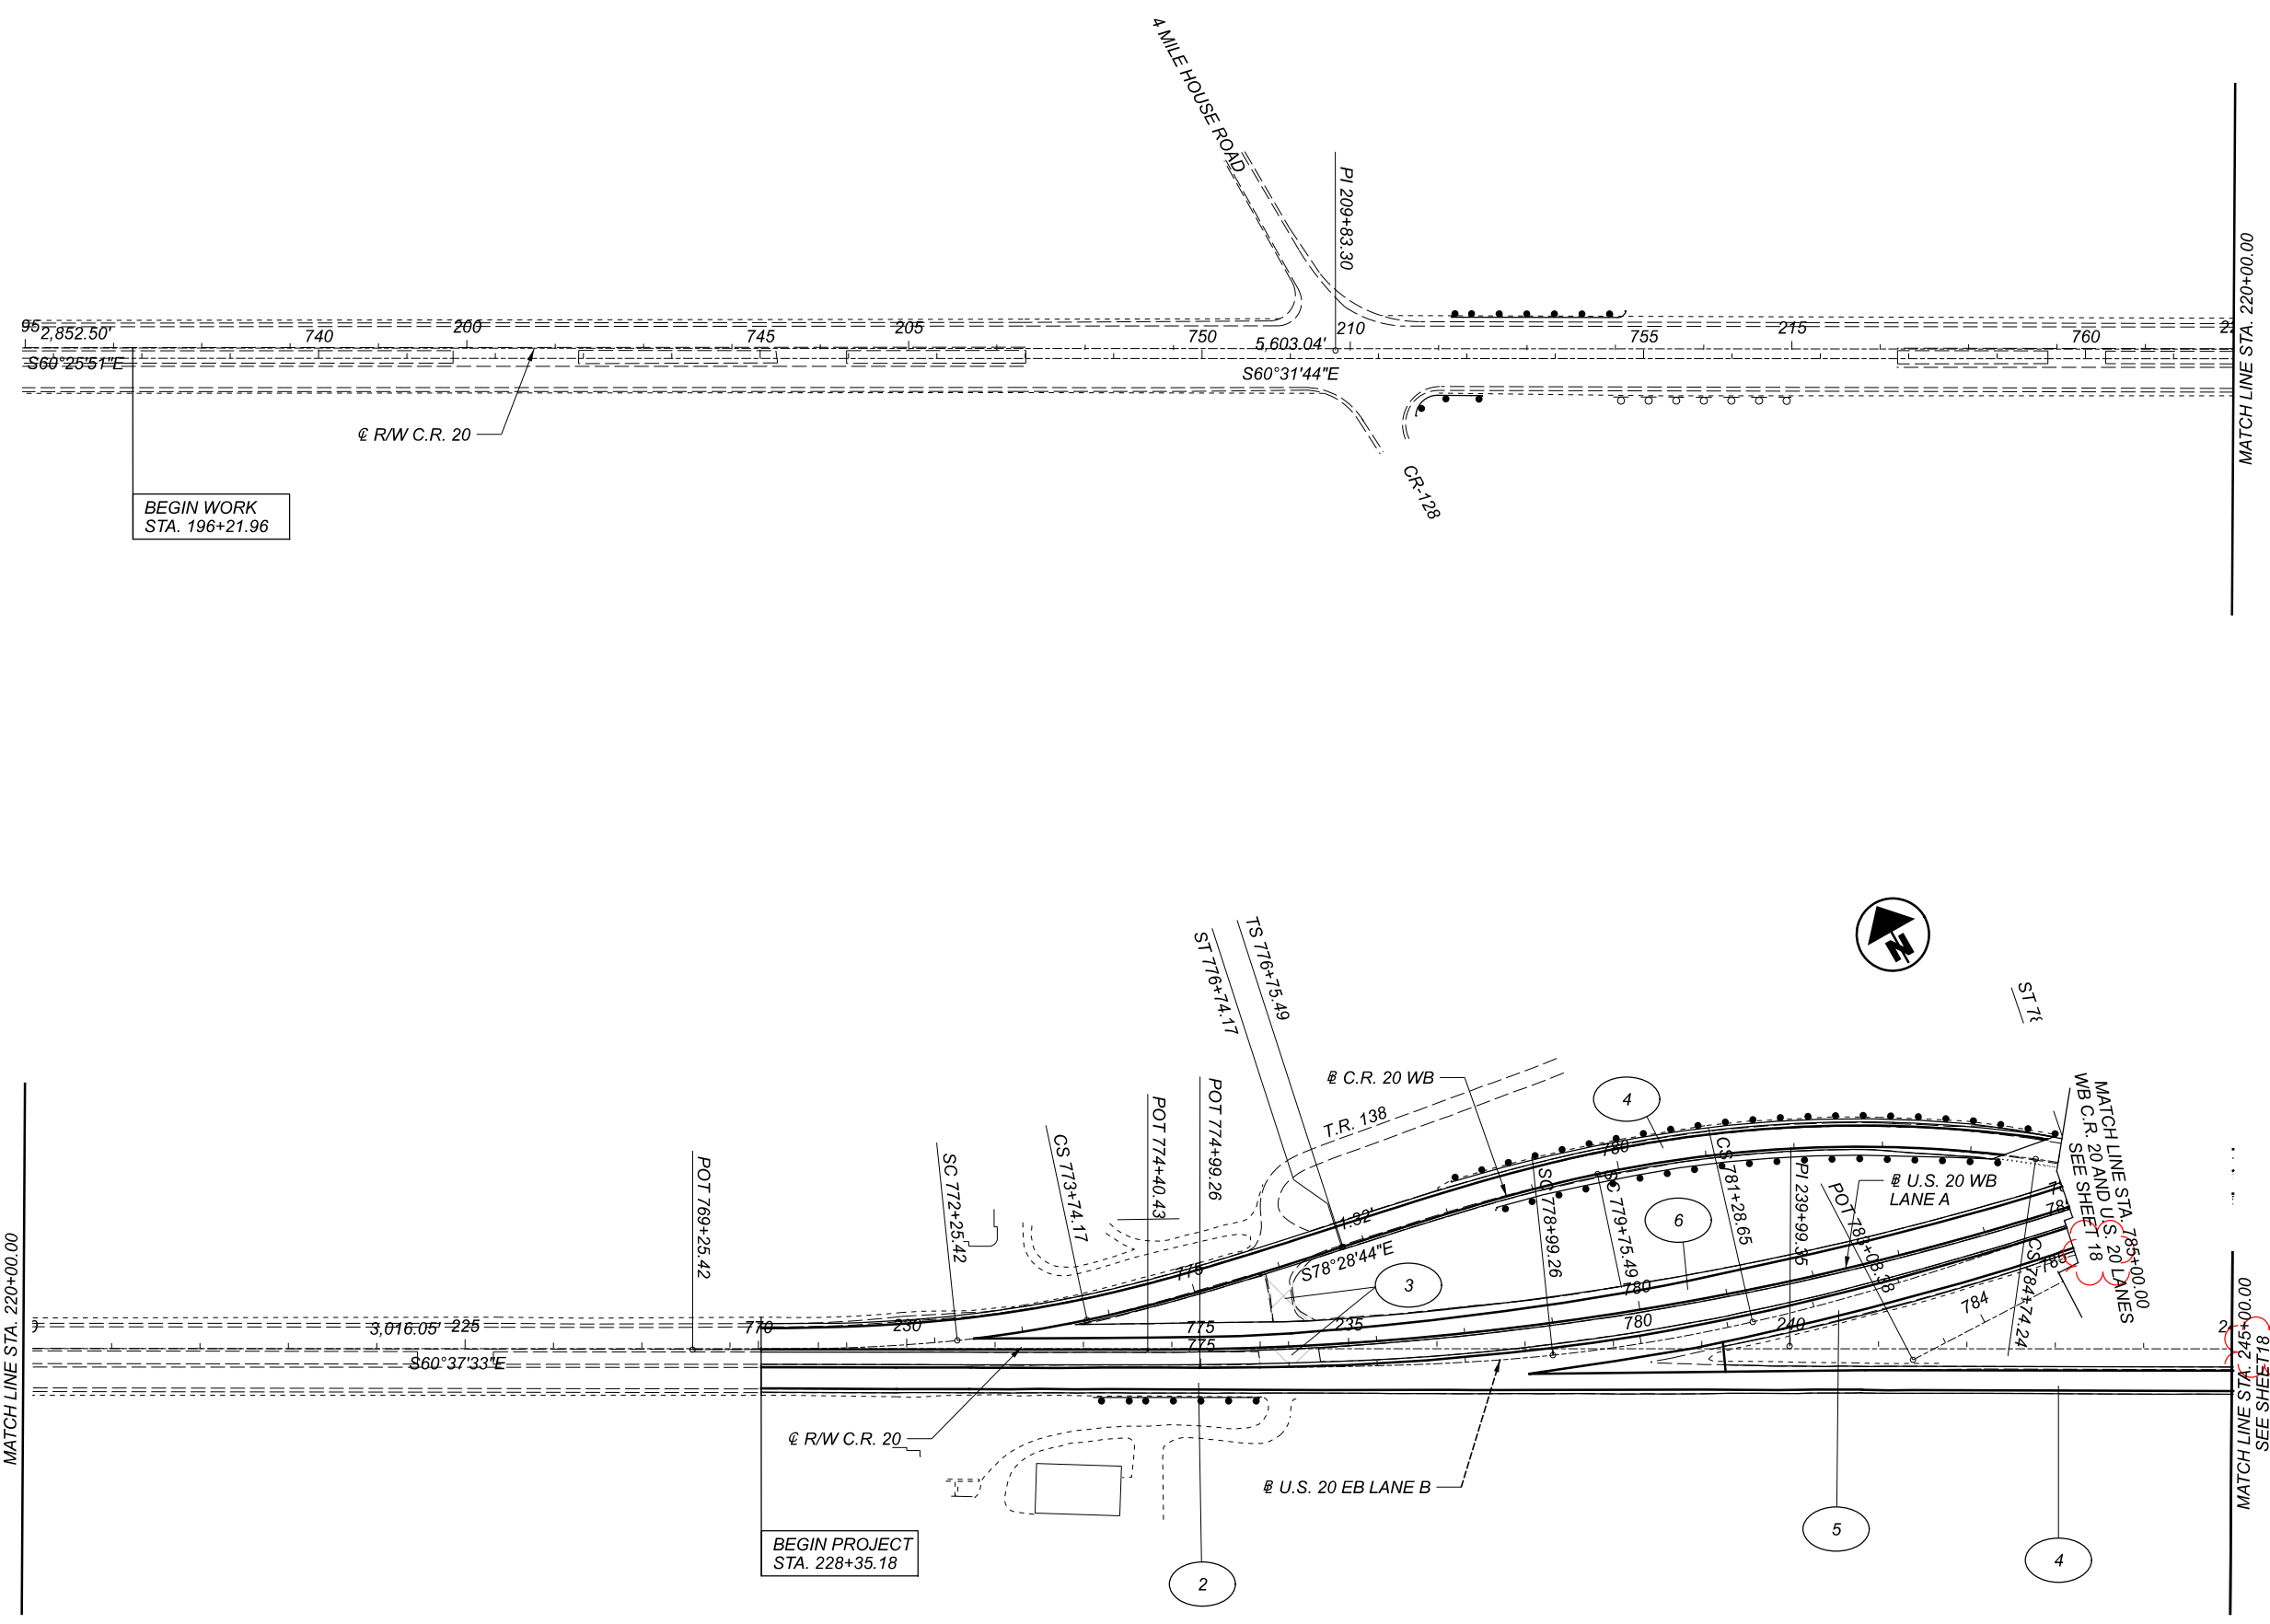 4 MILE HOUSE ROAD
PI 209+83.30
MATCH LINE STA. 220+00.00
95
2,852.50'
740
200
745
205
750
5,603.04'
210
755
215
760
S60°25'51"E
S60°31'44"E
℄ R/W C.R. 20
CR-128
BEGIN WORK
STA. 196+21.96
N
ST 776+74.17
TS 776+75.49
ST 78
℄ C.R. 20 WB
4
T.R. 138
MATCH LINE STA. 785+00.00
WB C.R. 20 AND U.S. 20 LANES
SEE SHEET 18
POT 769+25.42
SC 772+25.42
CS 773+74.17
POT 774+40.43
POT 774+99.26
780
SC 778+99.26
SC 779+75.49
CS 781+28.65
PI 239+99.35
POT 783+08.38
CS 784+74.24
℄ U.S. 20 WB
LANE A
6
1.32'
S78°28'44"E
775
3
780
785
784
MATCH LINE STA. 220+00.00
3,016.05'
225
770
230
775
775
235
780
240
S60°37'33"E
MATCH LINE STA. 245+00.00
SEE SHEET18
℄ R/W C.R. 20
℄ U.S. 20 EB LANE B
BEGIN PROJECT
STA. 228+35.18
2
5
4